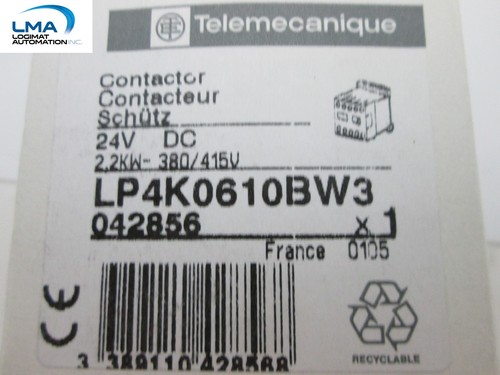 LMA
LOGIMAT
AUTOMATION INC.
Telemecanique
Contactor
Contacteur
Schütz
24V DC
2,2KW- 380/415V
LP4K0610BW3
042856 x 1
France 0105
CE
3 389110 428568
RECYCLABLE